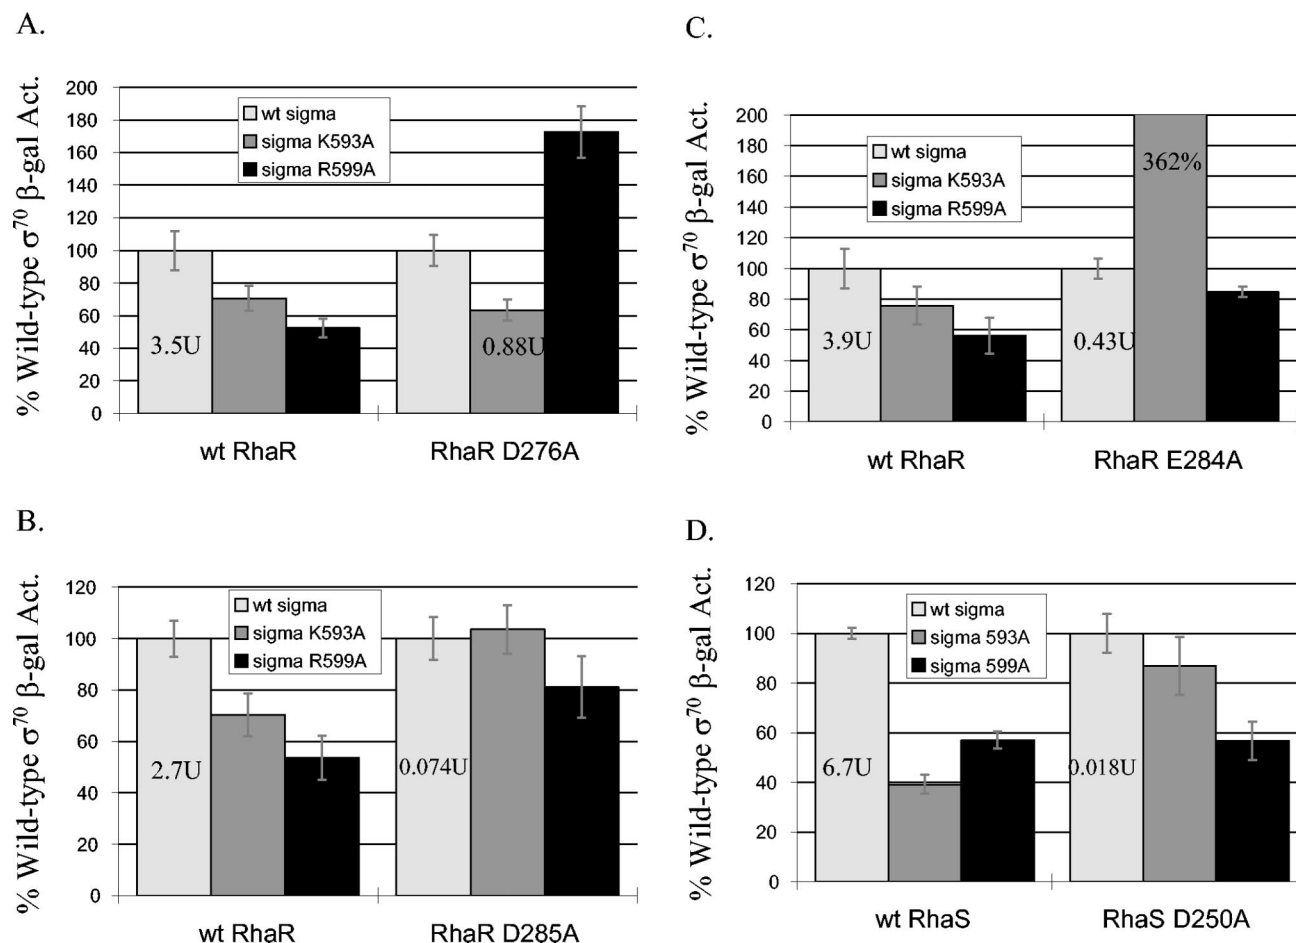 A.
% Wild-type σ⁷⁰ β-gal Act.
200
180
160
140
120
100
80
60
40
20
0
wt sigma
sigma K593A
sigma R599A
3.5U
0.88U
wt RhaR
RhaR D276A
B.
% Wild-type σ⁷⁰ β-gal Act.
120
100
80
60
40
20
0
wt sigma
sigma K593A
sigma R599A
2.7U
0.074U
wt RhaR
RhaR D285A
C.
% Wild-type σ⁷⁰ β-gal Act.
200
180
160
140
120
100
80
60
40
20
0
wt sigma
sigma K593A
sigma R599A
362%
3.9U
0.43U
wt RhaR
RhaR E284A
D.
% Wild-type σ⁷⁰ β-gal Act.
120
100
80
60
40
20
0
wt sigma
sigma 593A
sigma 599A
6.7U
0.018U
wt RhaS
RhaS D250A